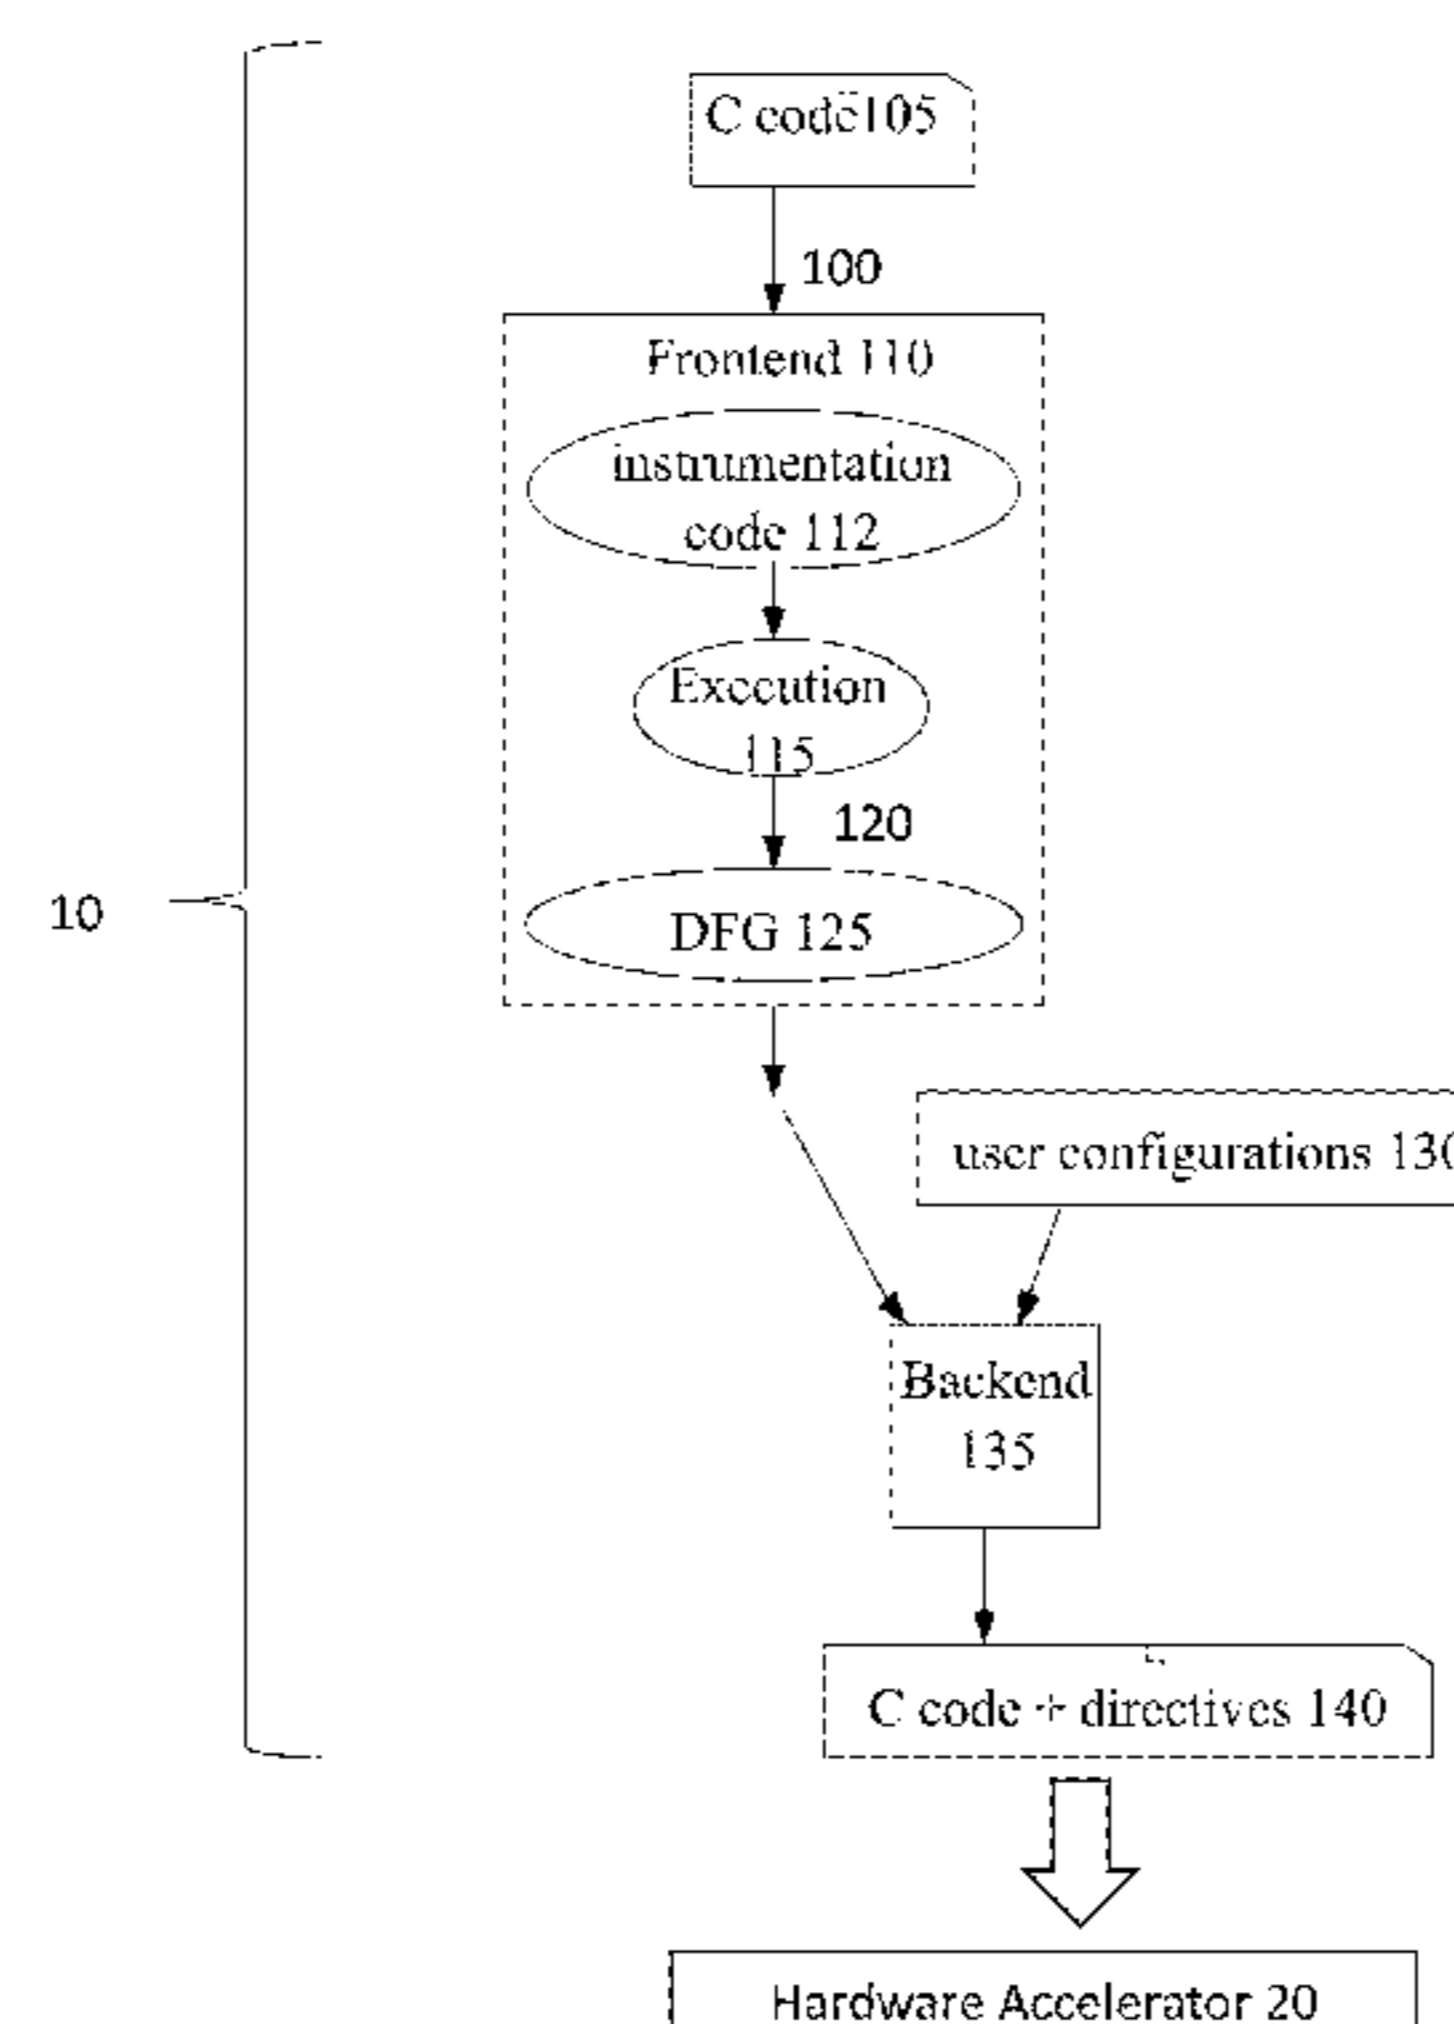 C code105
100
Frontend 110
instrumentation
code 112
Execution
115
120
DFG 125
10
user configurations 130
Backend
135
C code + directives 140
Hardware Accelerator 20